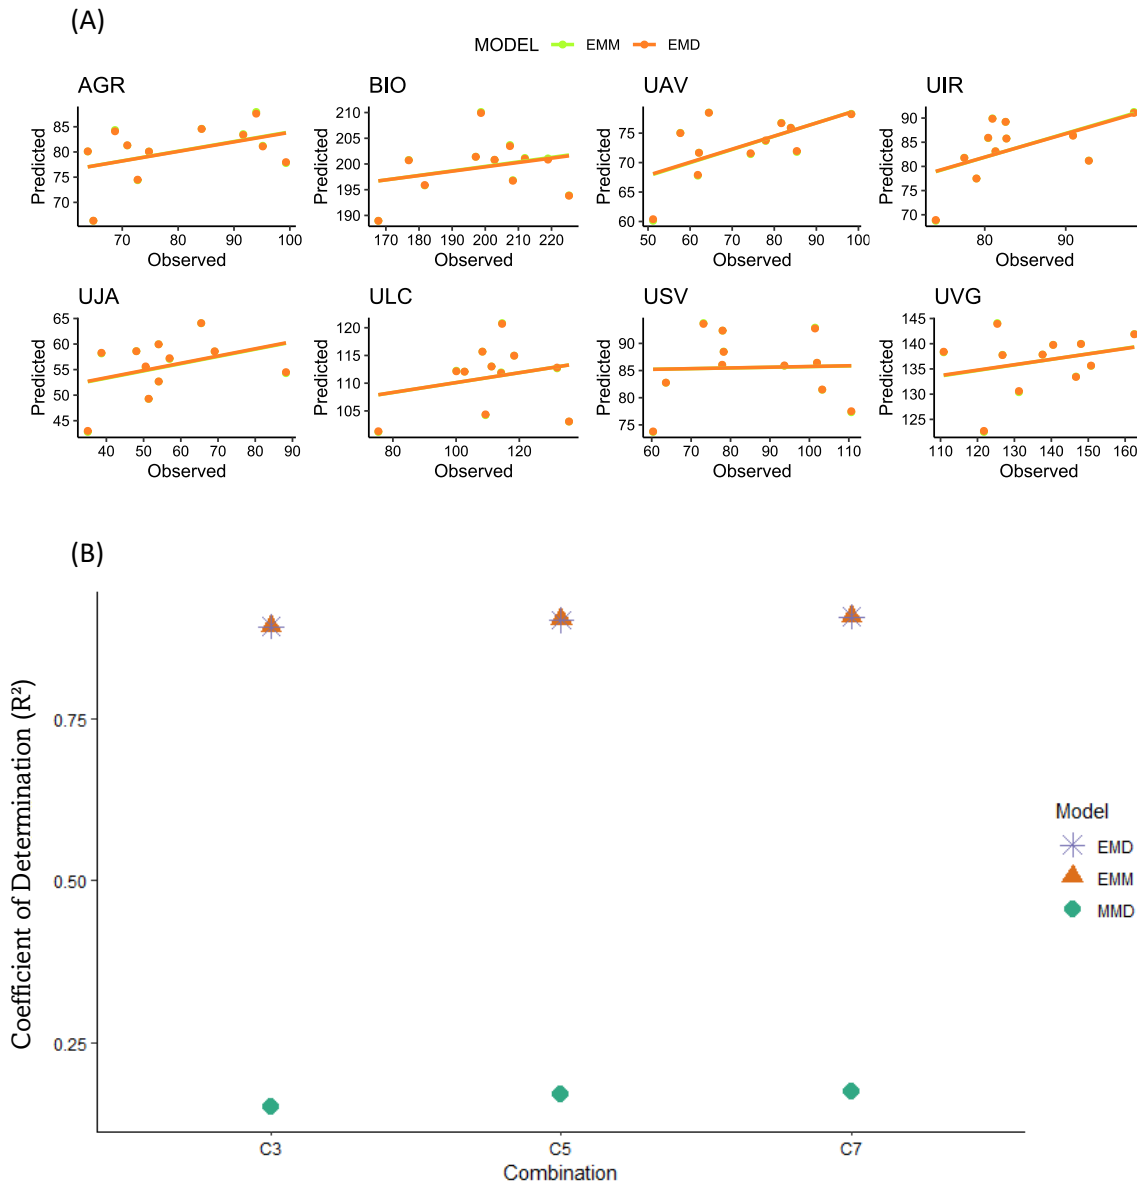 (A)
MODEL EMM EMD
AGR BIO UAV UIR
Predicted Predicted Predicted Predicted
85 80 75 70
210 205 200 195 190
75 70 65 60
90 85 80 75 70
70 80 90 100
170 180 190 200 210 220
50 60 70 80 90 100
80 90
Observed Observed Observed Observed
UJA ULC USV UVG
Predicted Predicted Predicted Predicted
65 60 55 50 45
120 115 110 105
90 85 80 75
145 140 135 130 125
40 50 60 70 80 90
80 100 120
60 70 80 90 100 110
110 120 130 140 150 160
Observed Observed Observed Observed
(B)
Coefficient of Determination (R²)
0.75
0.50
0.25
C3 C5 C7
Combination
Model
EMD
EMM
MMD